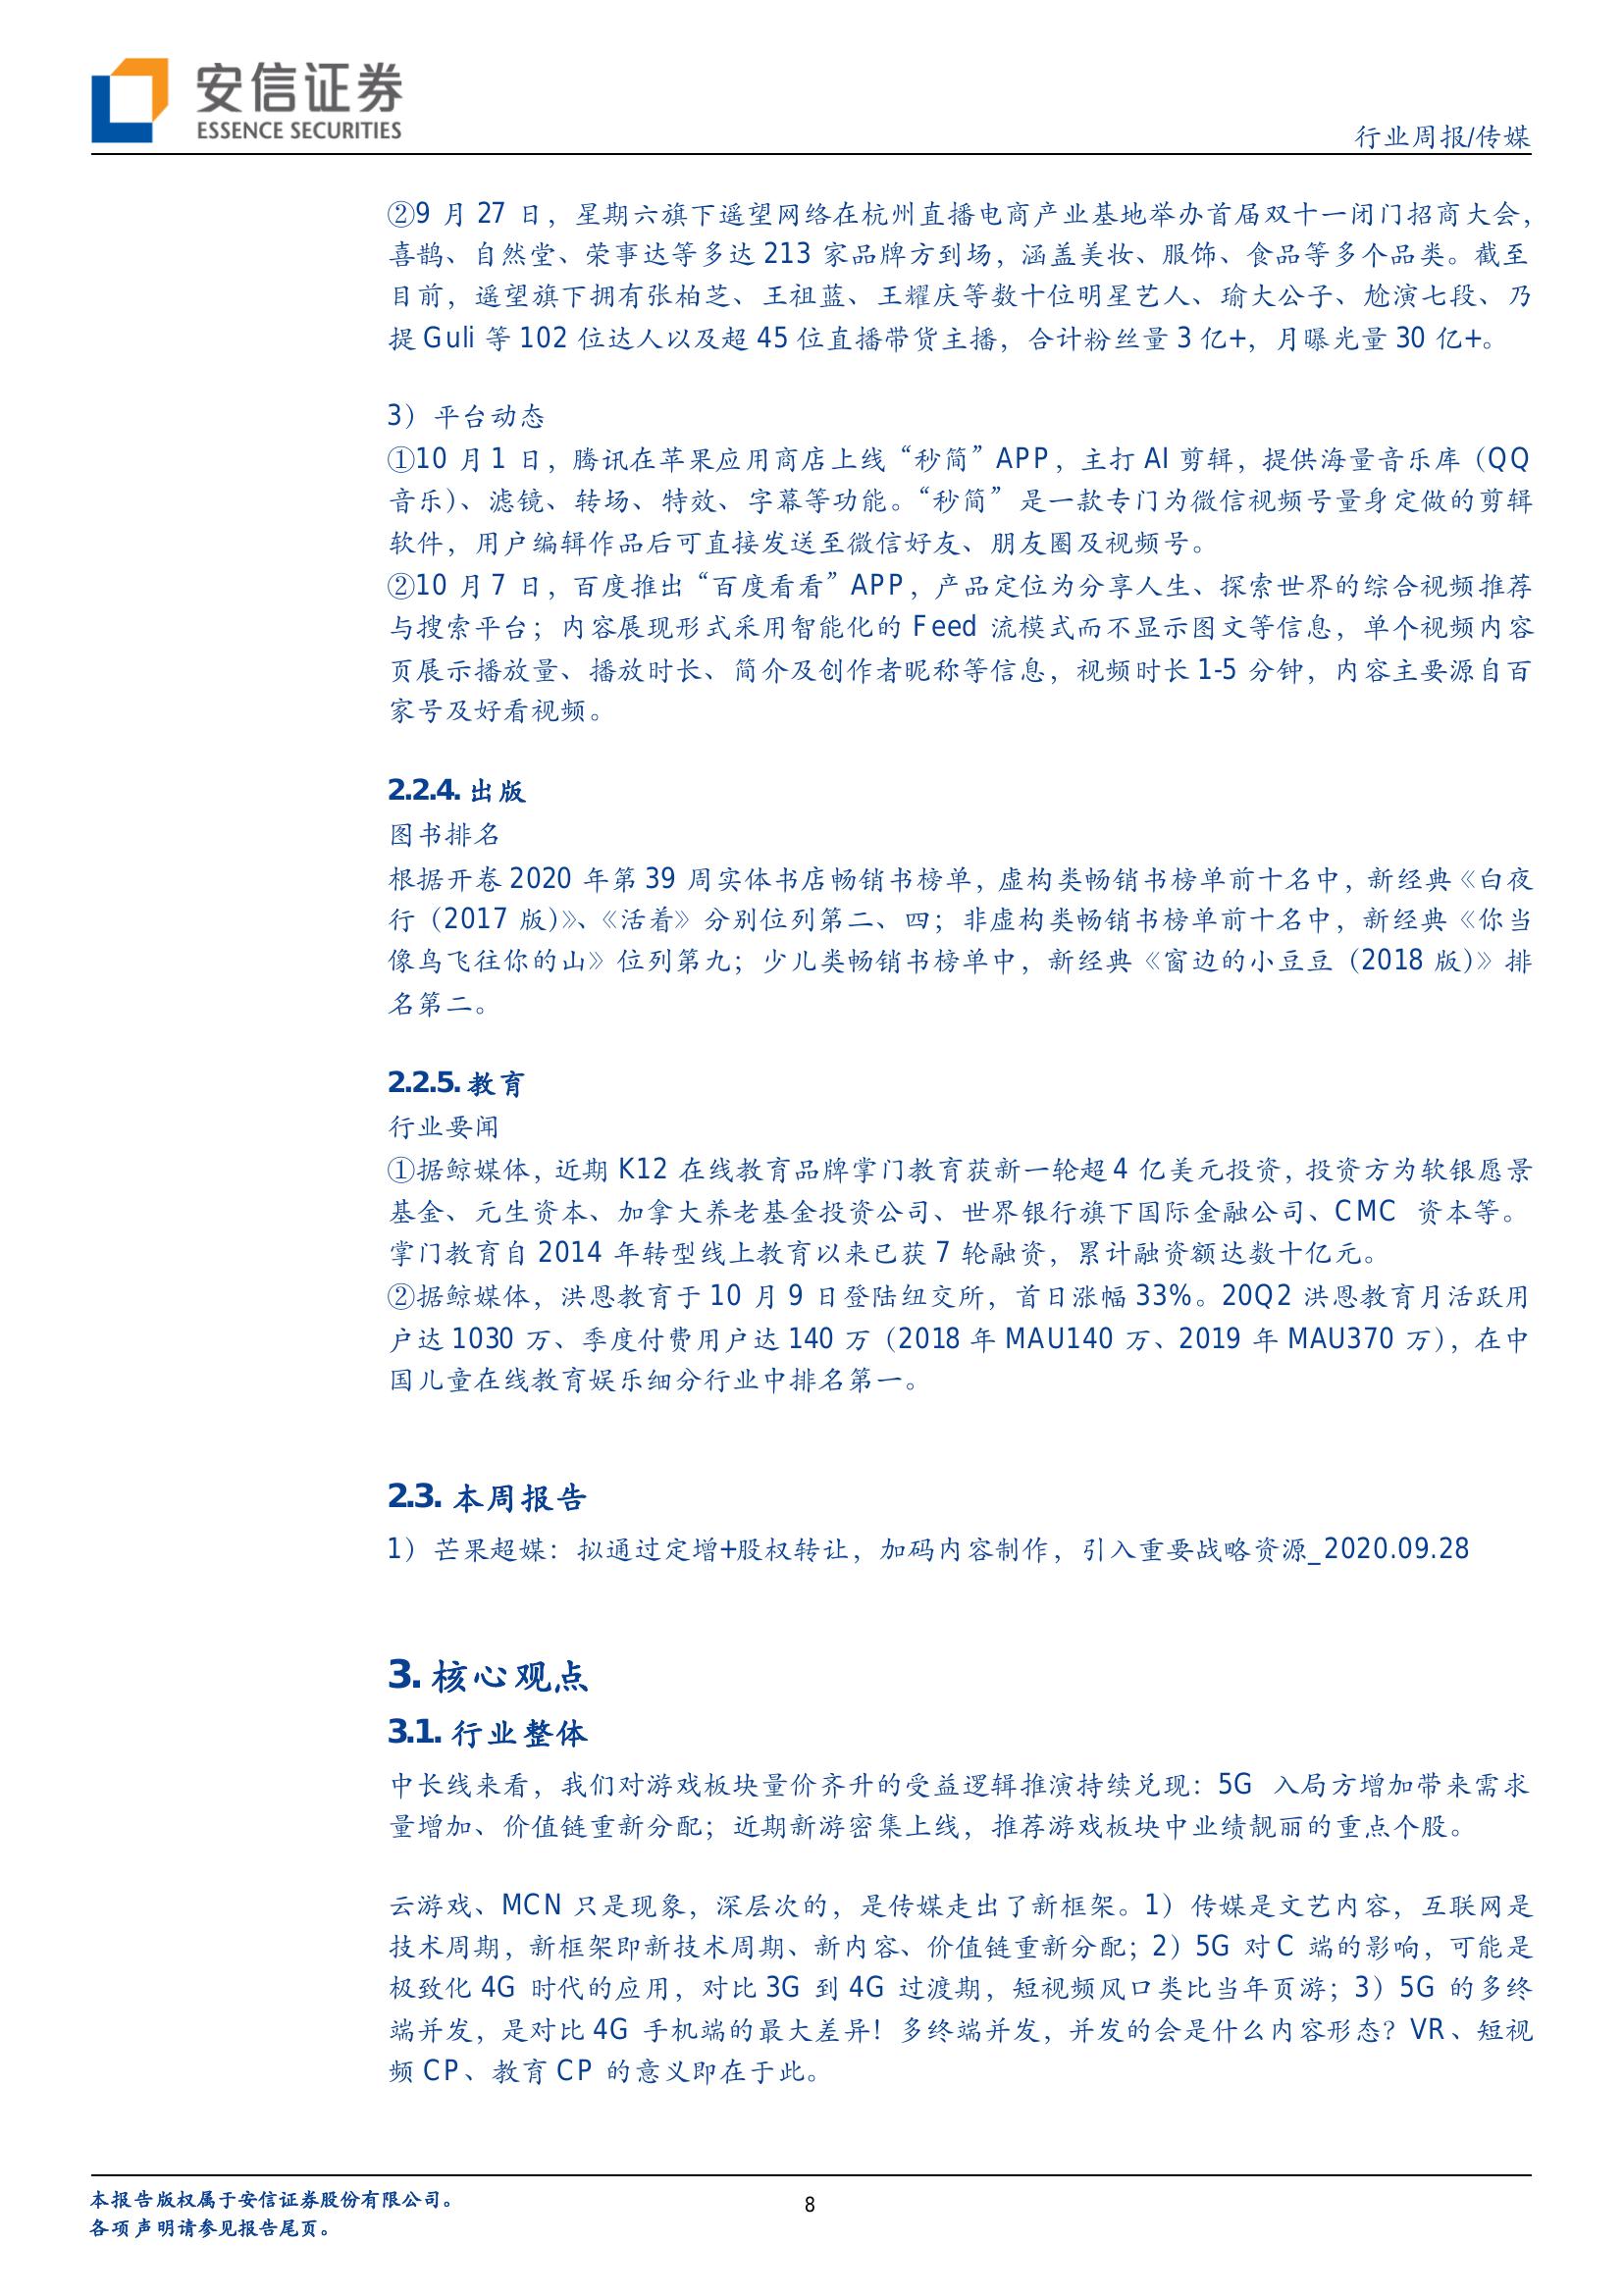 安信证券
ESSENCE SECURITIES
行业周报/传媒
②9 月 27 日，星期六旗下遥望网络在杭州直播电商产业基地举办首届双十一闭门招商大会，
喜鹊、自然堂、荣事达等多达 213 家品牌方到场，涵盖美妆、服饰、食品等多个品类。截至
目前，遥望旗下拥有张柏芝、王祖蓝、王耀庆等数十位明星艺人、瑜大公子、尬演七段、乃
提 Guli 等 102 位达人以及超 45 位直播带货主播，合计粉丝量 3 亿+，月曝光量 30 亿+。
3）平台动态
①10 月 1 日，腾讯在苹果应用商店上线“秒简”APP，主打 AI 剪辑，提供海量音乐库（QQ
音乐）、滤镜、转场、特效、字幕等功能。“秒简” 是一款专门为微信视频号量身定做的剪辑
软件，用户编辑作品后可直接发送至微信好友、朋友圈及视频号。
②10 月 7 日，百度推出“百度看看”APP，产品定位为分享人生、探索世界的综合视频推荐
与搜索平台；内容展现形式采用智能化的 Feed 流模式而不显示图文等信息，单个视频内容
页展示播放量、播放时长、简介及创作者昵称等信息，视频时长 1-5 分钟，内容主要源自百
家号及好看视频。
2.2.4. 出版
图书排名
根据开卷 2020 年第 39 周实体书店畅销书榜单，虚构类畅销书榜单前十名中，新经典《白夜
行（2017 版）》、《活着》分别位列第二、四；非虚构类畅销书榜单前十名中，新经典《你当
像鸟飞往你的山》位列第九；少儿类畅销书榜单中，新经典《窗边的小豆豆（2018 版）》排
名第二。
2.2.5. 教育
行业要闻
①据鲸媒体，近期 K12 在线教育品牌掌门教育获新一轮超 4 亿美元投资，投资方为软银愿景
基金、元生资本、加拿大养老基金投资公司、世界银行旗下国际金融公司、CMC 资本等。
掌门教育自 2014 年转型线上教育以来已获 7 轮融资，累计融资额达数十亿元。
②据鲸媒体，洪恩教育于 10 月 9 日登陆纽交所，首日涨幅 33%。20Q2 洪恩教育月活跃用
户达 1030 万、季度付费用户达 140 万（2018 年 MAU140 万、2019 年 MAU370 万），在中
国儿童在线教育娱乐细分行业中排名第一。
2.3. 本周报告
1）芒果超媒：拟通过定增+股权转让，加码内容制作，引入重要战略资源_2020.09.28
3. 核心观点
3.1. 行业整体
中长线来看，我们对游戏板块量价齐升的受益逻辑推演持续兑现：5G 入局方增加带来需求
量增加、价值链重新分配；近期新游密集上线，推荐游戏板块中业绩靓丽的重点个股。
云游戏、MCN 只是现象，深层次的，是传媒走出了新框架。1）传媒是文艺内容，互联网是
技术周期，新框架即新技术周期、新内容、价值链重新分配；2）5G 对 C 端的影响，可能是
极致化 4G 时代的应用，对比 3G 到 4G 过渡期，短视频风口类比当年页游；3）5G 的多终
端并发，是对比 4G 手机端的最大差异！多终端并发，并发的会是什么内容形态？VR、短视
频 CP、教育 CP 的意义即在于此。
本报告版权属于安信证券股份有限公司。
8
各项声明请参见报告尾页。